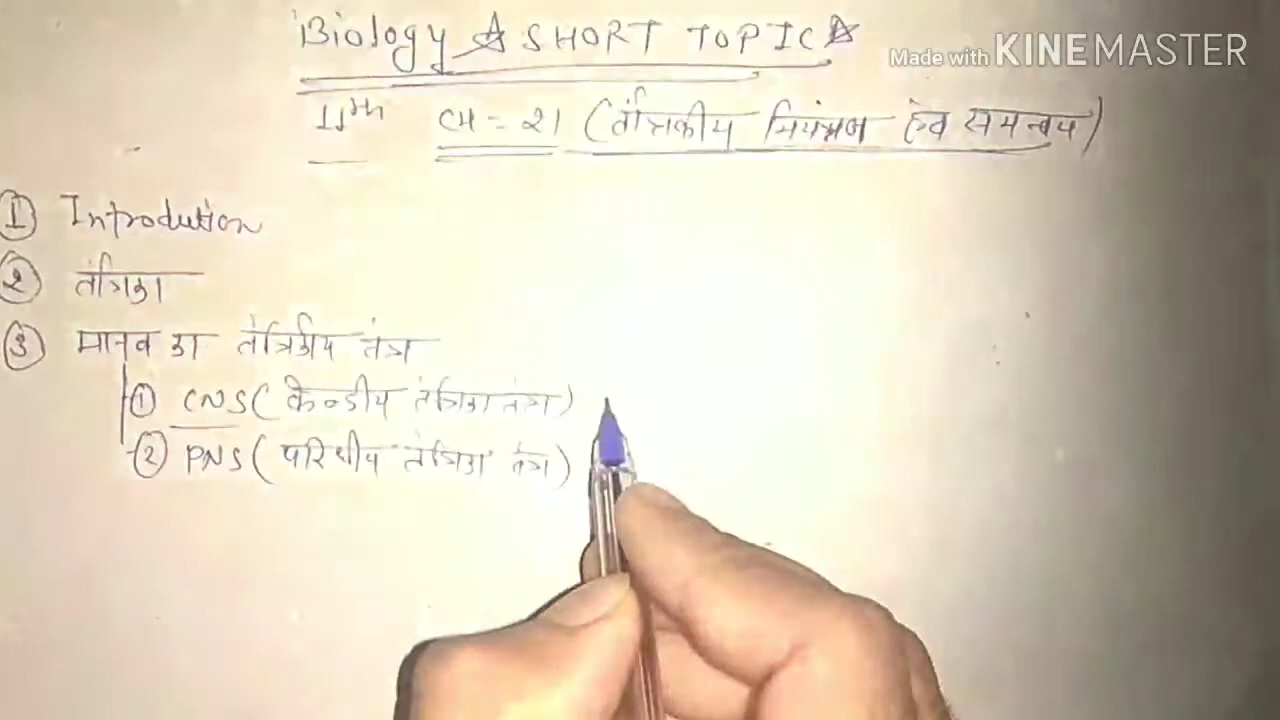 Biology ☆ SHORT TOPIC ☆
Made with KINEMASTER
11th CH = 21 (तंत्रिकीय नियंत्रण एवं समन्वय)
① Introdution
② तंत्रिका
③ मानव का तंत्रिकीय तंत्र
① CNS (केन्द्रीय तंत्रिका तंत्र)
② PNS (परिधीय तंत्रिका तंत्र)